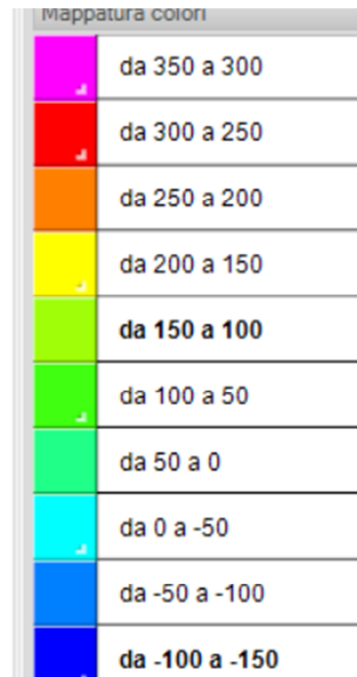 Mappatura colori
da 350 a 300
da 300 a 250
da 250 a 200
da 200 a 150
da 150 a 100
da 100 a 50
da 50 a 0
da 0 a -50
da -50 a -100
da -100 a -150